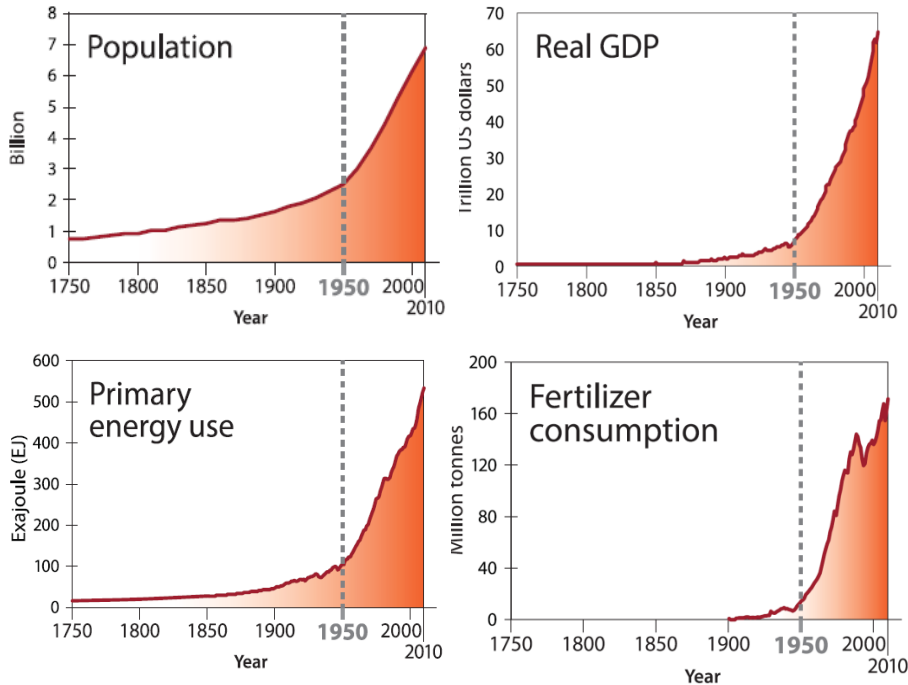 Population
Billion
8
7
6
5
4
3
2
1
0
1750 1800 1850 1900 1950 2000
2010
Year
Real GDP
Trillion US dollars
70
60
50
40
30
20
10
0
1750 1800 1850 1900 1950 2000
2010
Year
Primary
energy use
Exajoule (EJ)
600
500
400
300
200
100
0
1750 1800 1850 1900 1950 2000
2010
Year
Fertilizer
consumption
Million tonnes
200
160
120
80
40
0
1750 1800 1850 1900 1950 2000
2010
Year